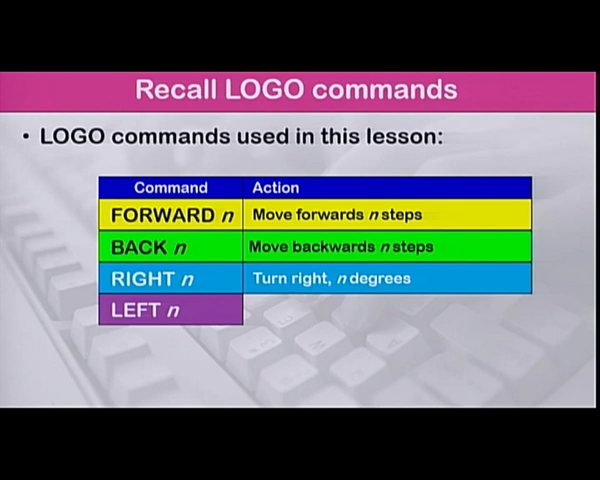 Recall LOGO commands
• LOGO commands used in this lesson:
Command Action
FORWARD n Move forwards n steps
BACK n Move backwards n steps
RIGHT n Turn right, n degrees
LEFT n